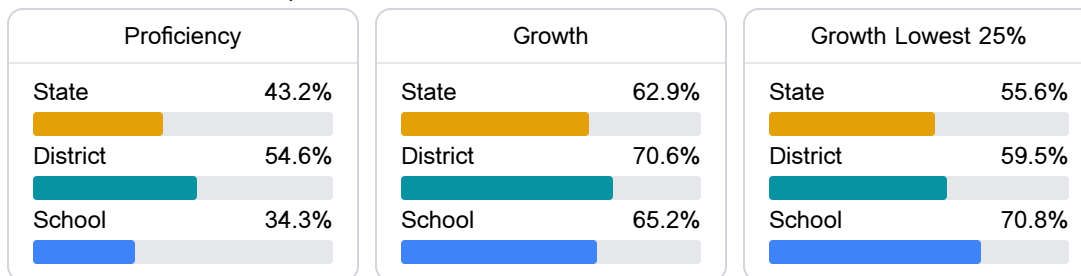 Proficiency
State 43.2%
District 54.6%
School 34.3%
Growth
State 62.9%
District 70.6%
School 65.2%
Growth Lowest 25%
State 55.6%
District 59.5%
School 70.8%